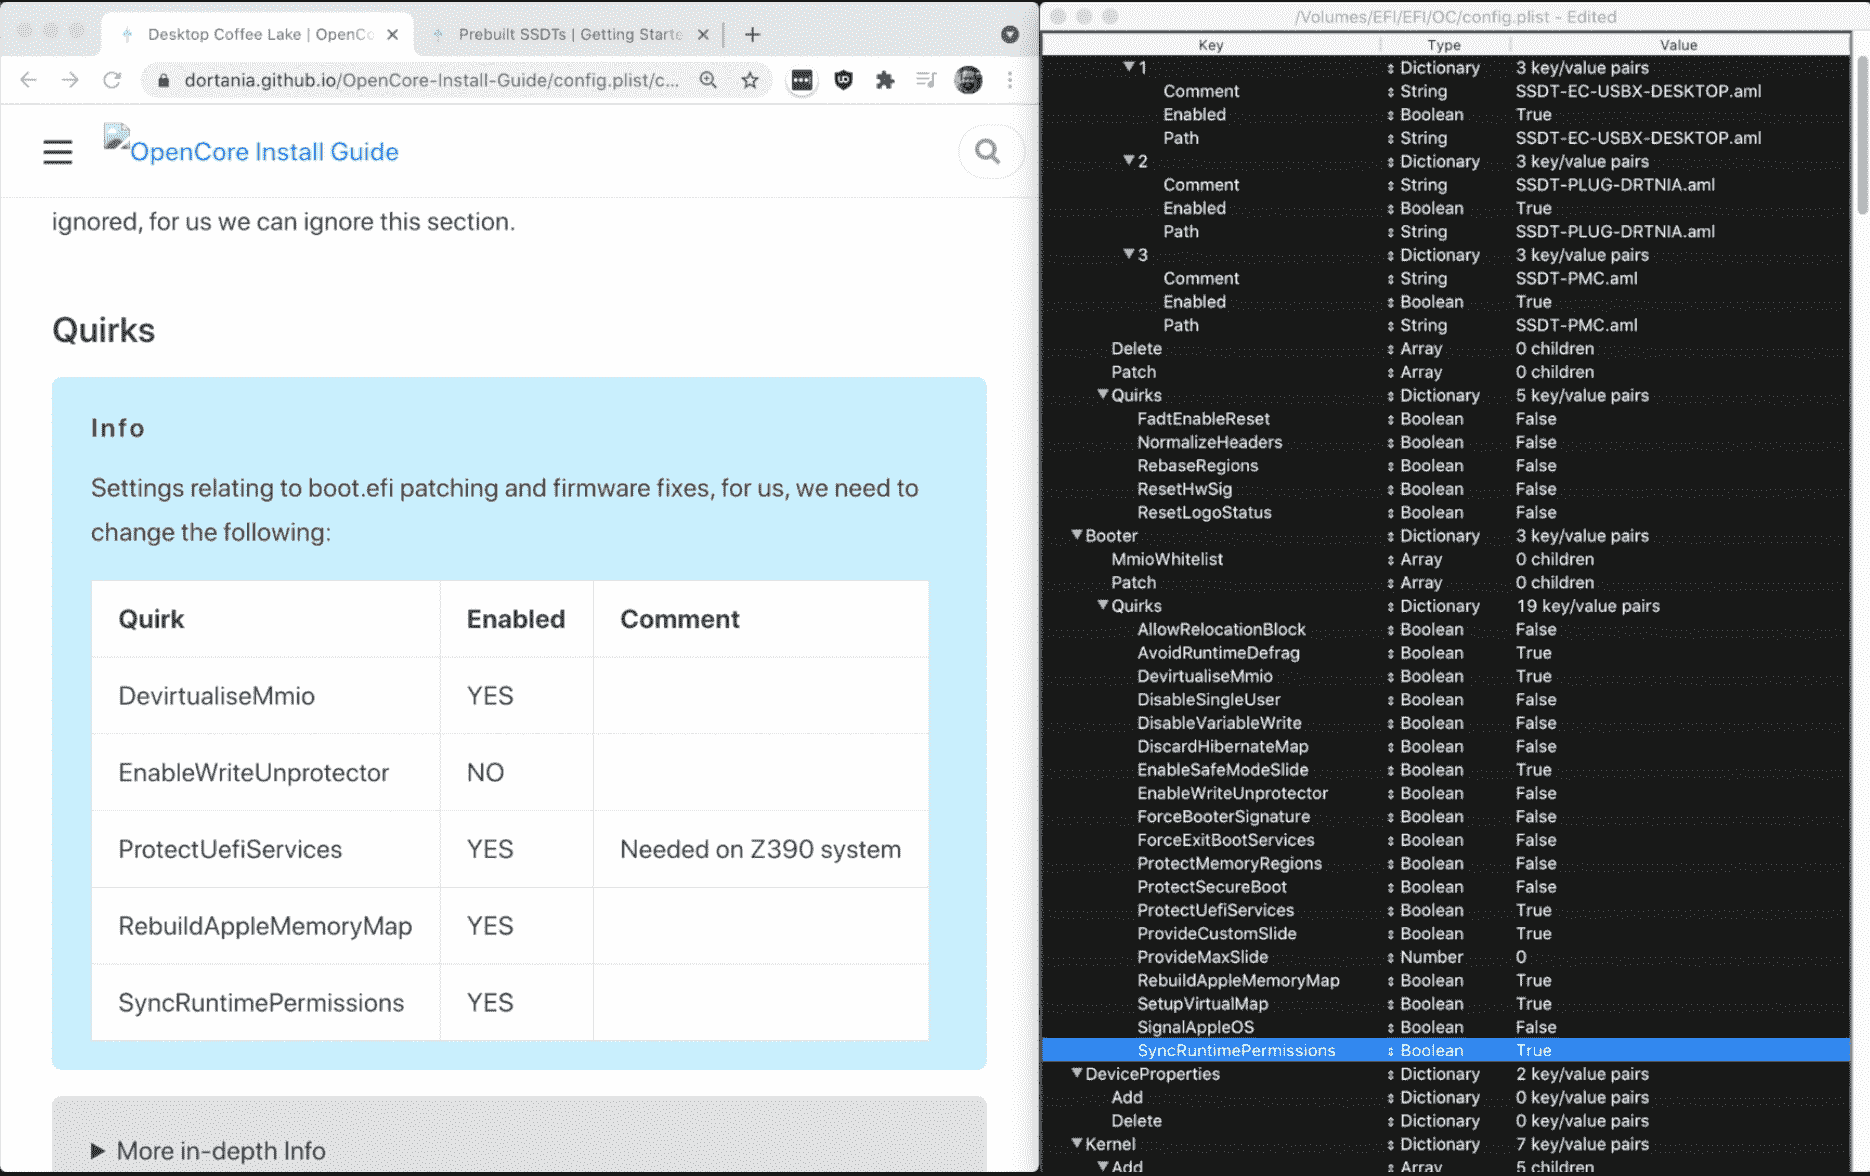 Desktop Coffee Lake | OpenCo
Prebuilt SSDTs | Getting Starte
dortania.github.io/OpenCore-Install-Guide/config.plist/c...
OpenCore Install Guide
ignored, for us we can ignore this section.
Quirks
Info
Settings relating to boot.efi patching and firmware fixes, for us, we need to
change the following:
Quirk Enabled Comment
DevirtualiseMmio YES
EnableWriteUnprotector NO
ProtectUefiServices YES Needed on Z390 system
RebuildAppleMemoryMap YES
SyncRuntimePermissions YES
More in-depth Info
/Volumes/EFI/EFI/OC/config.plist - Edited
Key Type Value
1 Dictionary 3 key/value pairs
Comment String SSDT-EC-USBX-DESKTOP.aml
Enabled Boolean True
Path String SSDT-EC-USBX-DESKTOP.aml
2 Dictionary 3 key/value pairs
Comment String SSDT-PLUG-DRTNIA.aml
Enabled Boolean True
Path String SSDT-PLUG-DRTNIA.aml
3 Dictionary 3 key/value pairs
Comment String SSDT-PMC.aml
Enabled Boolean True
Path String SSDT-PMC.aml
Delete Array 0 children
Patch Array 0 children
Quirks Dictionary 5 key/value pairs
FadtEnableReset Boolean False
NormalizeHeaders Boolean False
RebaseRegions Boolean False
ResetHwSig Boolean False
ResetLogoStatus Boolean False
Booter Dictionary 3 key/value pairs
MmioWhitelist Array 0 children
Patch Array 0 children
Quirks Dictionary 19 key/value pairs
AllowRelocationBlock Boolean False
AvoidRuntimeDefrag Boolean True
DevirtualiseMmio Boolean True
DisableSingleUser Boolean False
DisableVariableWrite Boolean False
DiscardHibernateMap Boolean False
EnableSafeModeSlide Boolean True
EnableWriteUnprotector Boolean False
ForceBooterSignature Boolean False
ForceExitBootServices Boolean False
ProtectMemoryRegions Boolean False
ProtectSecureBoot Boolean False
ProtectUefiServices Boolean True
ProvideCustomSlide Boolean True
ProvideMaxSlide Number 0
RebuildAppleMemoryMap Boolean True
SetupVirtualMap Boolean True
SignalAppleOS Boolean False
SyncRuntimePermissions Boolean True
DeviceProperties Dictionary 2 key/value pairs
Add Dictionary 0 key/value pairs
Delete Dictionary 0 key/value pairs
Kernel Dictionary 7 key/value pairs
Add Array 5 children